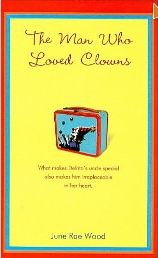 The Man Who
Loved Clowns
What makes Delrita's uncle special
also makes him irreplaceable
in her heart.
June Rae Wood